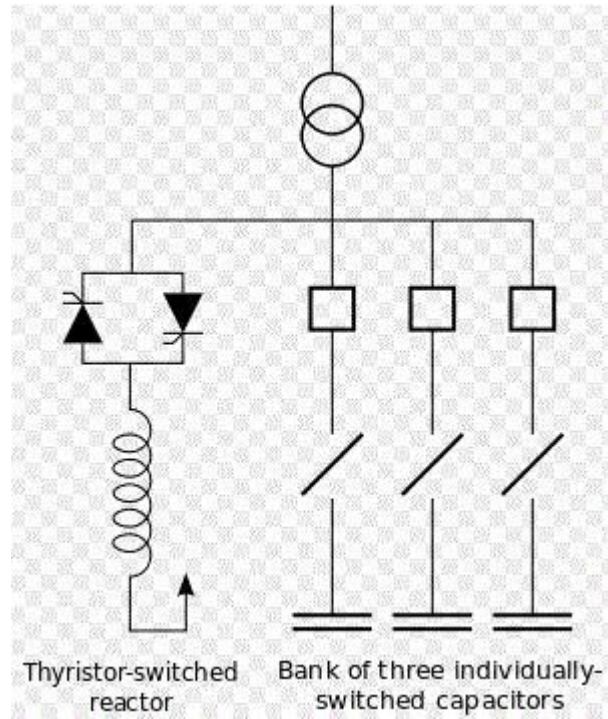 Thyristor-switched
reactor
Bank of three individually-
switched capacitors